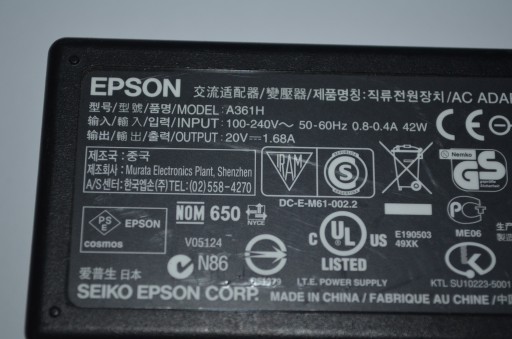 EPSON 交流适配器/變壓器/제품명칭:직류전원장치/AC
型号/型號/품명/MODEL: A361H
输入/輸入/입력/INPUT: 100-240V~ 50-60Hz 0.8-0.4A 42W
输出/輸出/출력/OUTPUT: 20V 1.68A
제조국: 중국
제조회사: Murata Electronics Plant, Shenzhen
A/S센터: 한국엡손(주)TEL:(02)558-4270
TRAM
S
Nemko
GS
DC-E-M61-002.2
PS E
cosmos
EPSON
NOM 650
NYCE
V05124
N86
c UL US
LISTED
E190503
49XK
ME06
I.T.E. POWER SUPPLY
KTL SU10223-5001
爱普生 日本
SEIKO EPSON CORP. MADE IN CHINA / FABRIQUE AU CHINE /